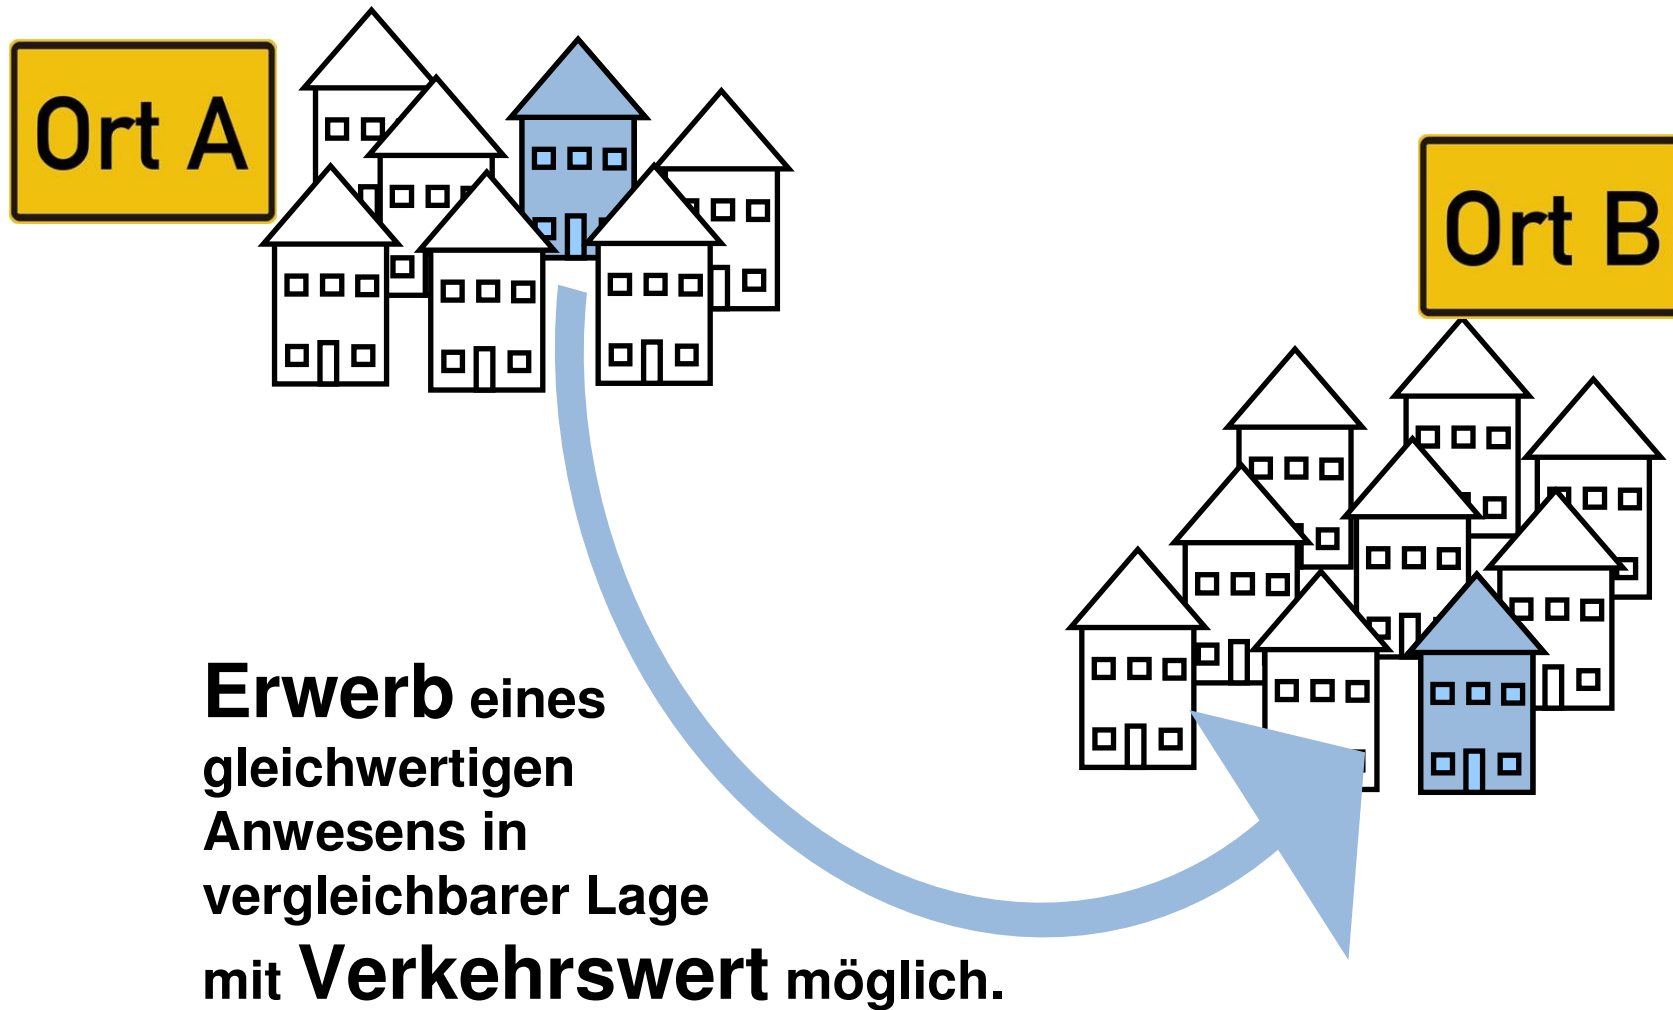 Ort A
Ort B
Erwerb eines
gleichwertigen
Anwesens in
vergleichbarer Lage
mit Verkehrswert möglich.